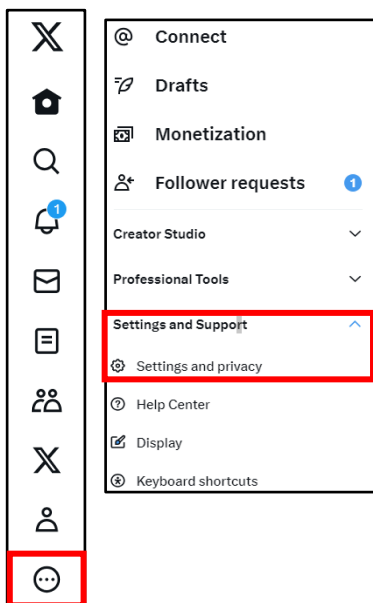 1
Connect
Drafts
Monetization
Follower requests 1
Creator Studio
Professional Tools
Settings and Support
Settings and privacy
Help Center
Display
Keyboard shortcuts